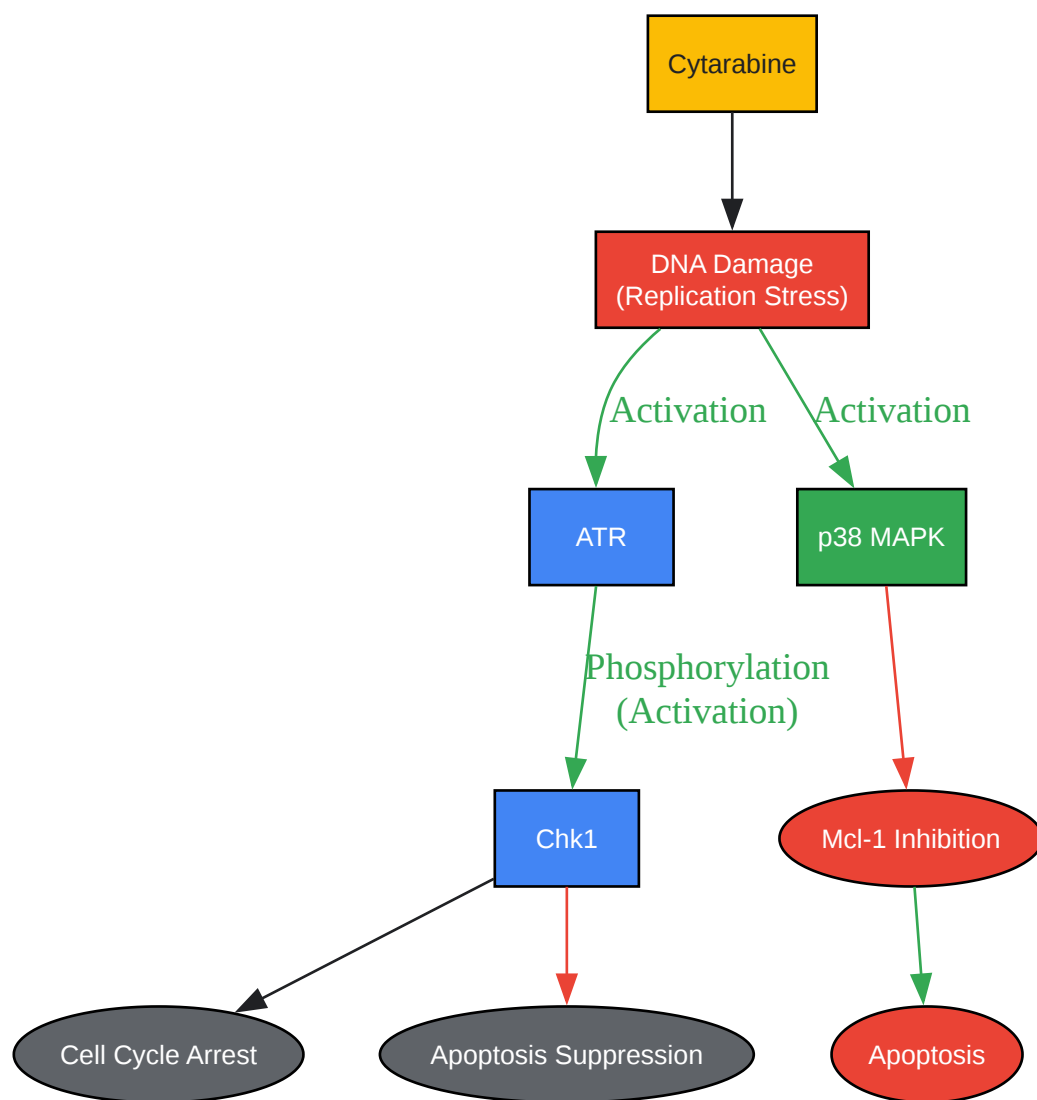 Cytarabine
DNA Damage
(Replication Stress)
Activation
Activation
ATR
p38 MAPK
Phosphorylation
(Activation)
Chk1
Mcl-1 Inhibition
Cell Cycle Arrest
Apoptosis Suppression
Apoptosis